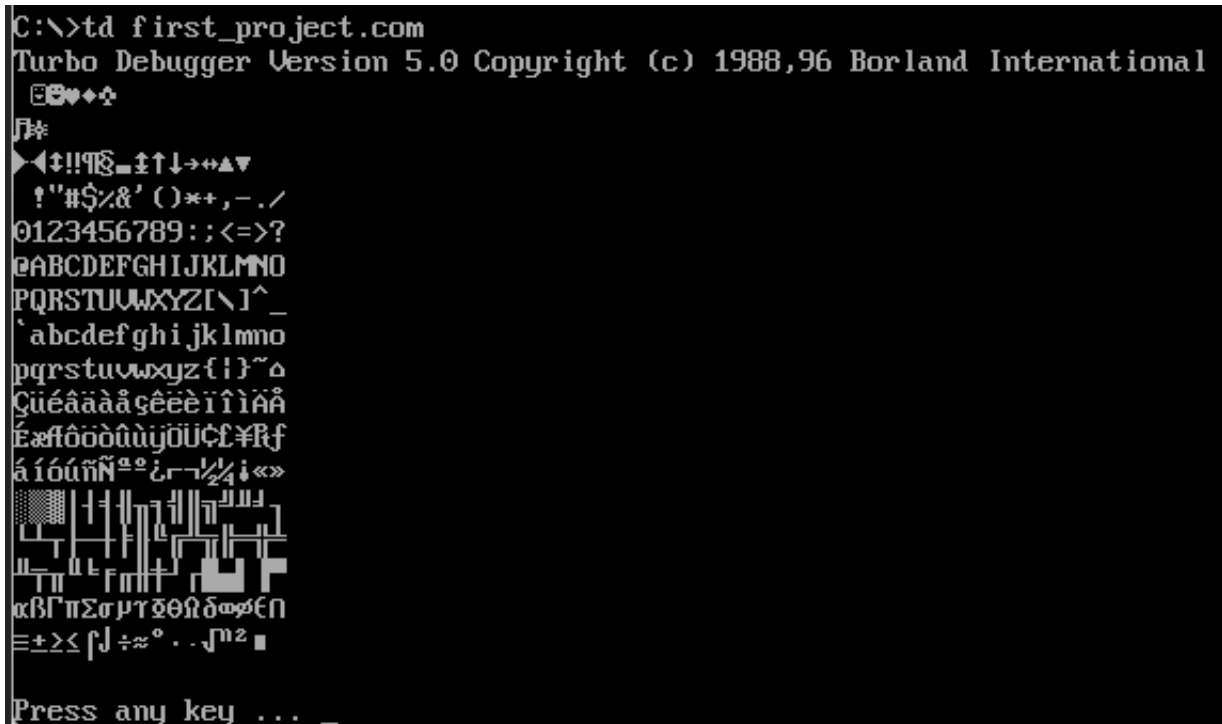 C:\>td first_project.com
Turbo Debugger Version 5.0 Copyright (c) 1988,96 Borland International
☺☻♥♦♣
♫☼
►◄↕‼¶§▬↨↑↓→↔▲▼
 !"#$%&'()*+,-./
0123456789:;<=>?
@ABCDEFGHIJKLMNO
PQRSTUVWXYZ[\]^_
`abcdefghijklmno
pqrstuvwxyz{|}~⌂
ÇüéâäàåçêëèïîìÄÅ
ÉæÆôöòûùÿÖÜ¢£¥₧ƒ
áíóúñѪº¿⌐¬½¼¡«»
░▒▓│┤╡╢╖╕╣║╗╝╜╛┐
└┴┬├─┼╞╟╚╔╩╦╠═╬╧
╨╤╥╙╘╒╓╫╪┘┌█▄▌▐▀
αßΓπΣσµτΦΘΩδ∞φε∩
≡±≥≤⌠⌡÷≈°∙·√ⁿ²■
Press any key ... _